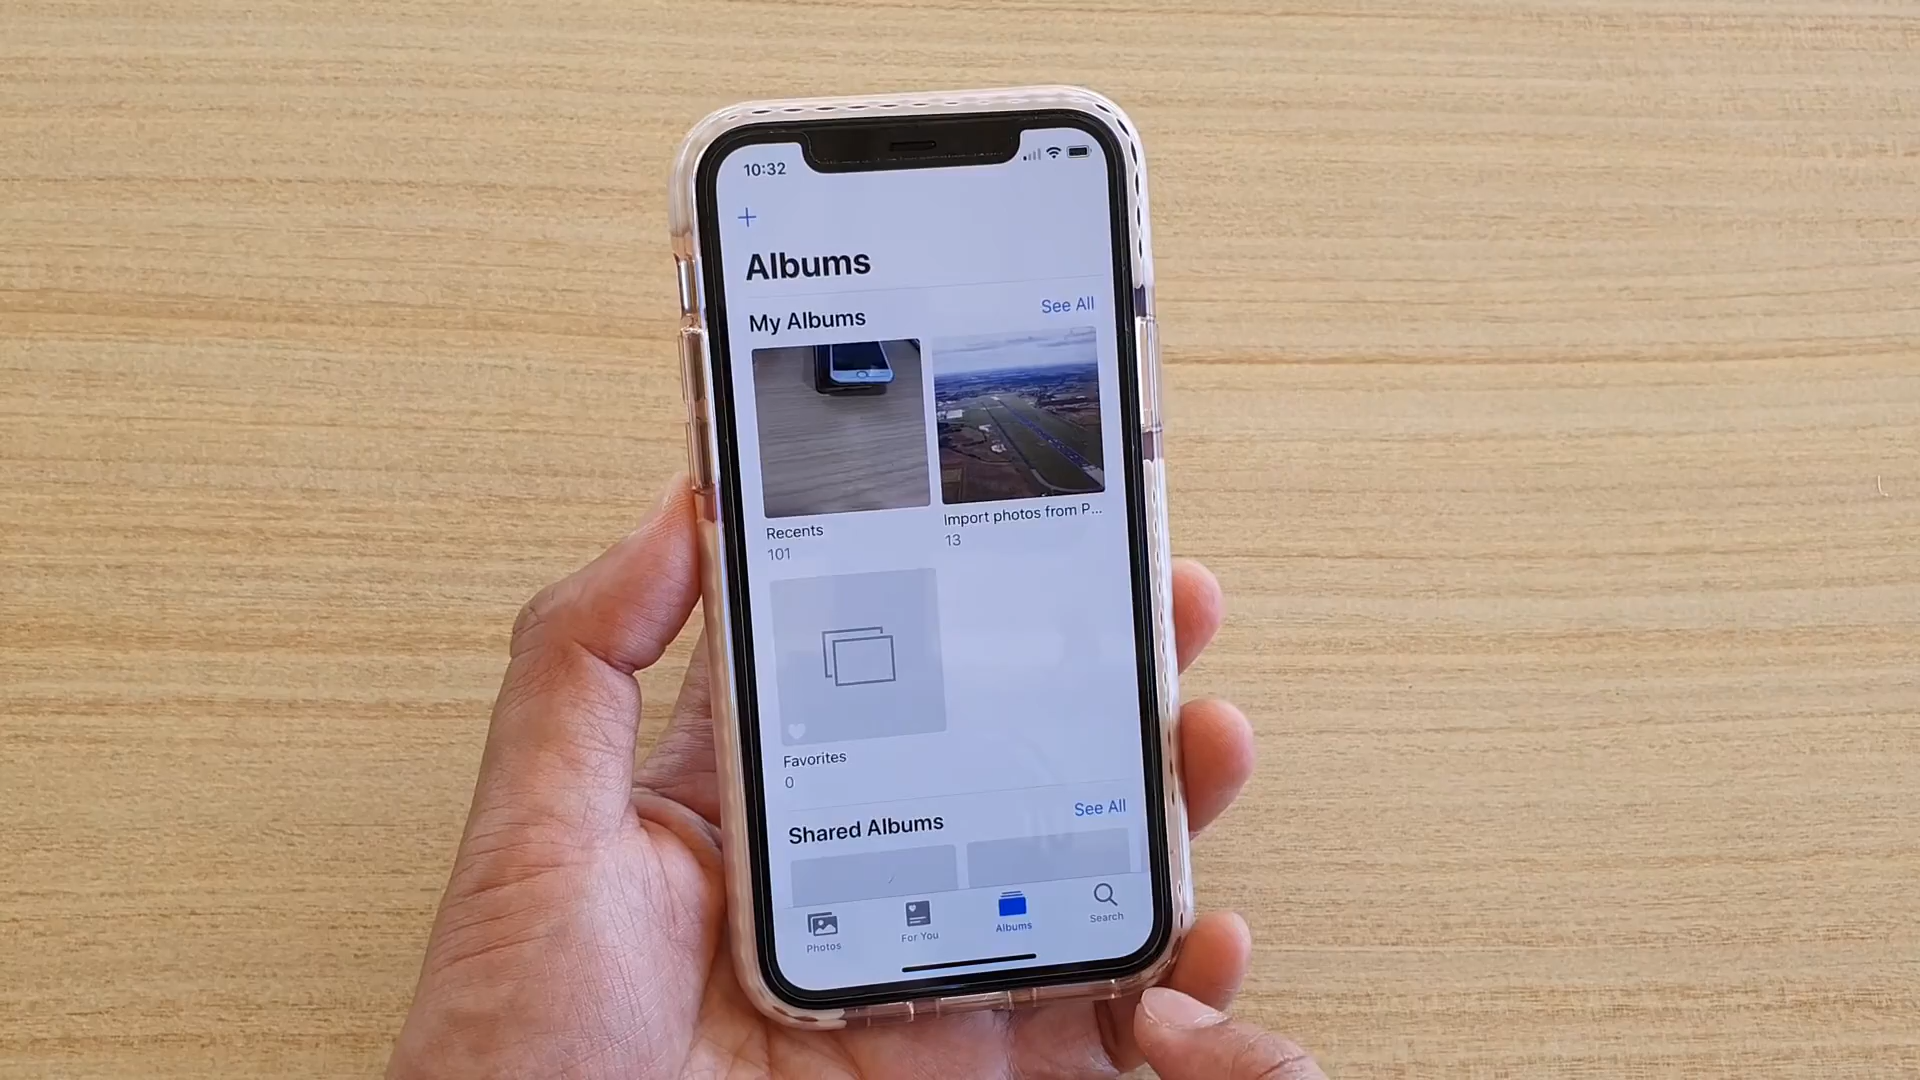 10:32
+
Albums
My Albums See All
Recents
101
Import photos from P...
13
Favorites
0
Shared Albums See All
Photos For You Albums Search